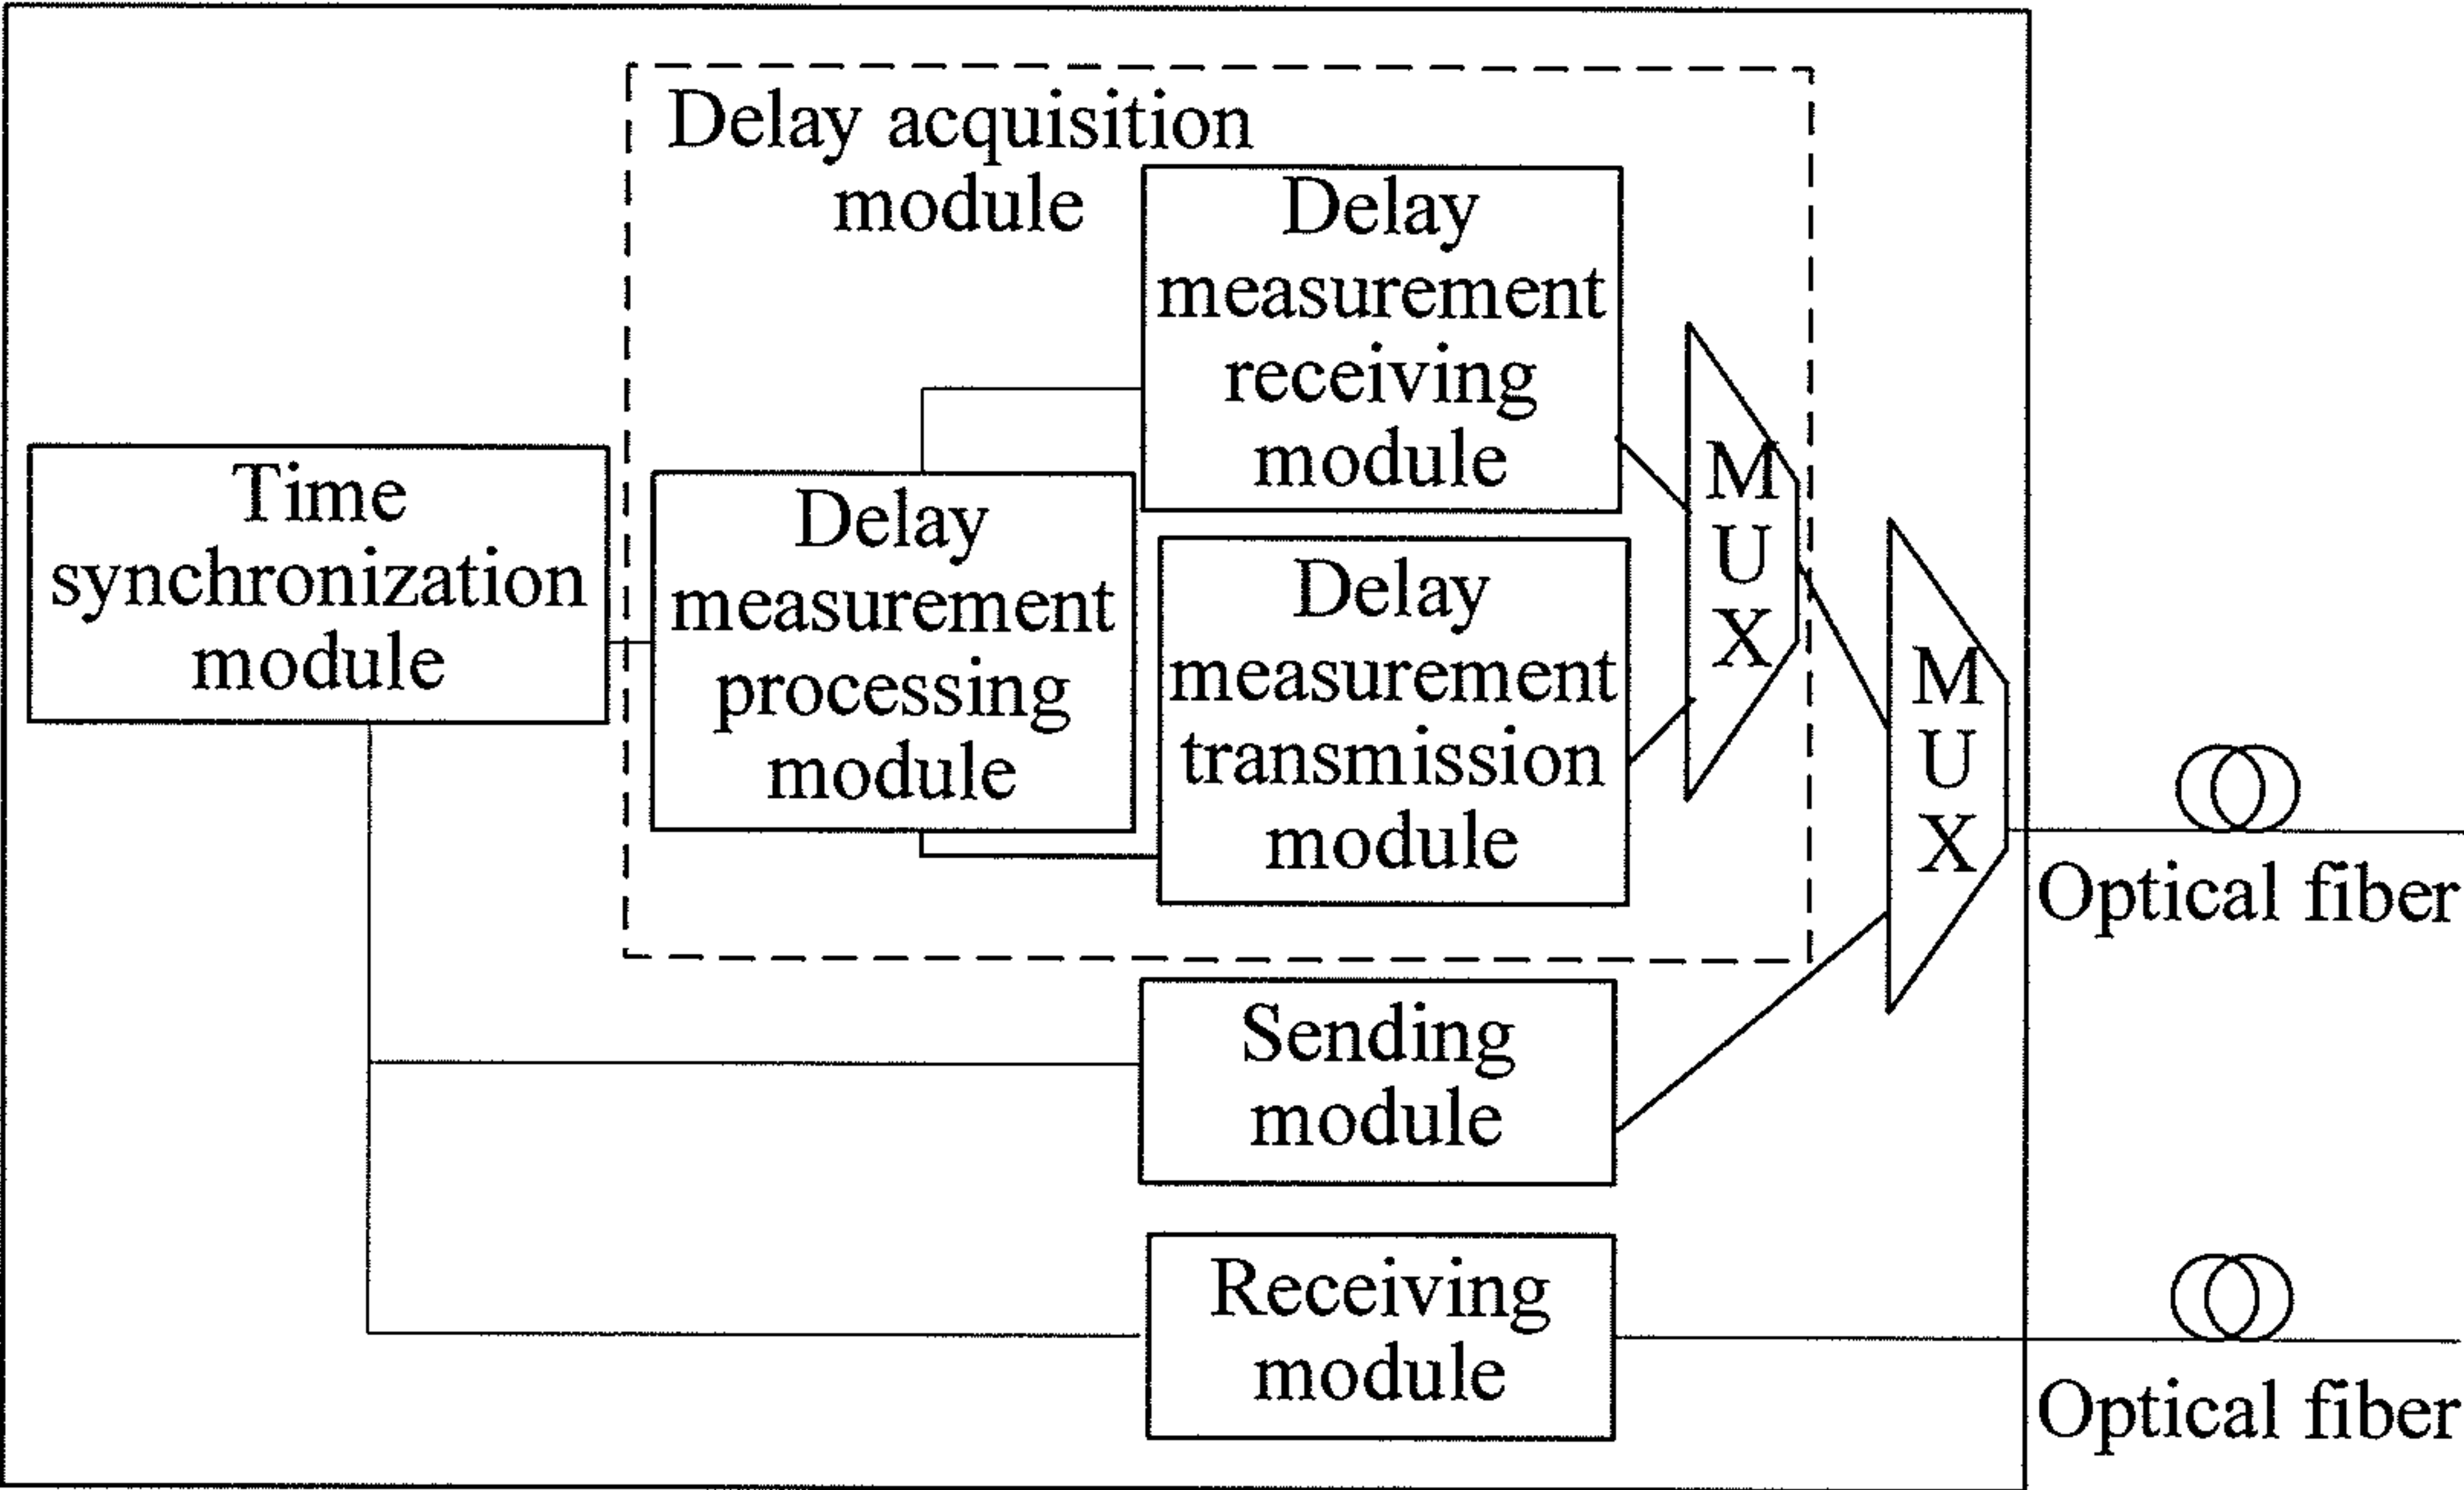 Delay acquisition
module
Delay
measurement
receiving
module
Time
synchronization
module
Delay
measurement
processing
module
Delay
measurement
transmission
module
M
U
X
M
U
X
Optical fiber
Sending
module
Receiving
module
Optical fiber